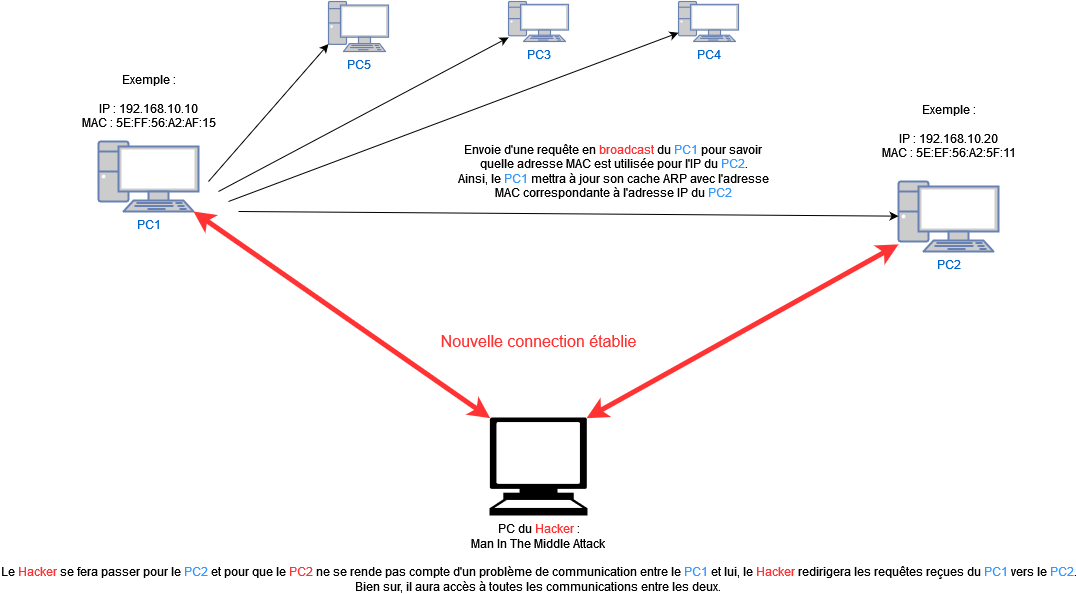 PC5
PC3
PC4
Exemple :
IP : 192.168.10.10
MAC : 5E:FF:56:A2:AF:15
PC1
Exemple :
IP : 192.168.10.20
MAC : 5E:EF:56:A2:5F:11
PC2
Envoie d'une requête en broadcast du PC1 pour savoir
quelle adresse MAC est utilisée pour l'IP du PC2.
Ainsi, le PC1 mettra à jour son cache ARP avec l'adresse
MAC correspondante à l'adresse IP du PC2
Nouvelle connection établie
PC du Hacker :
Man In The Middle Attack
Le Hacker se fera passer pour le PC2 et pour que le PC2 ne se rende pas compte d'un problème de communication entre le PC1 et lui, le Hacker redirigera les requêtes reçues du PC1 vers le PC2.
Bien sur, il aura accès à toutes les communications entre les deux.